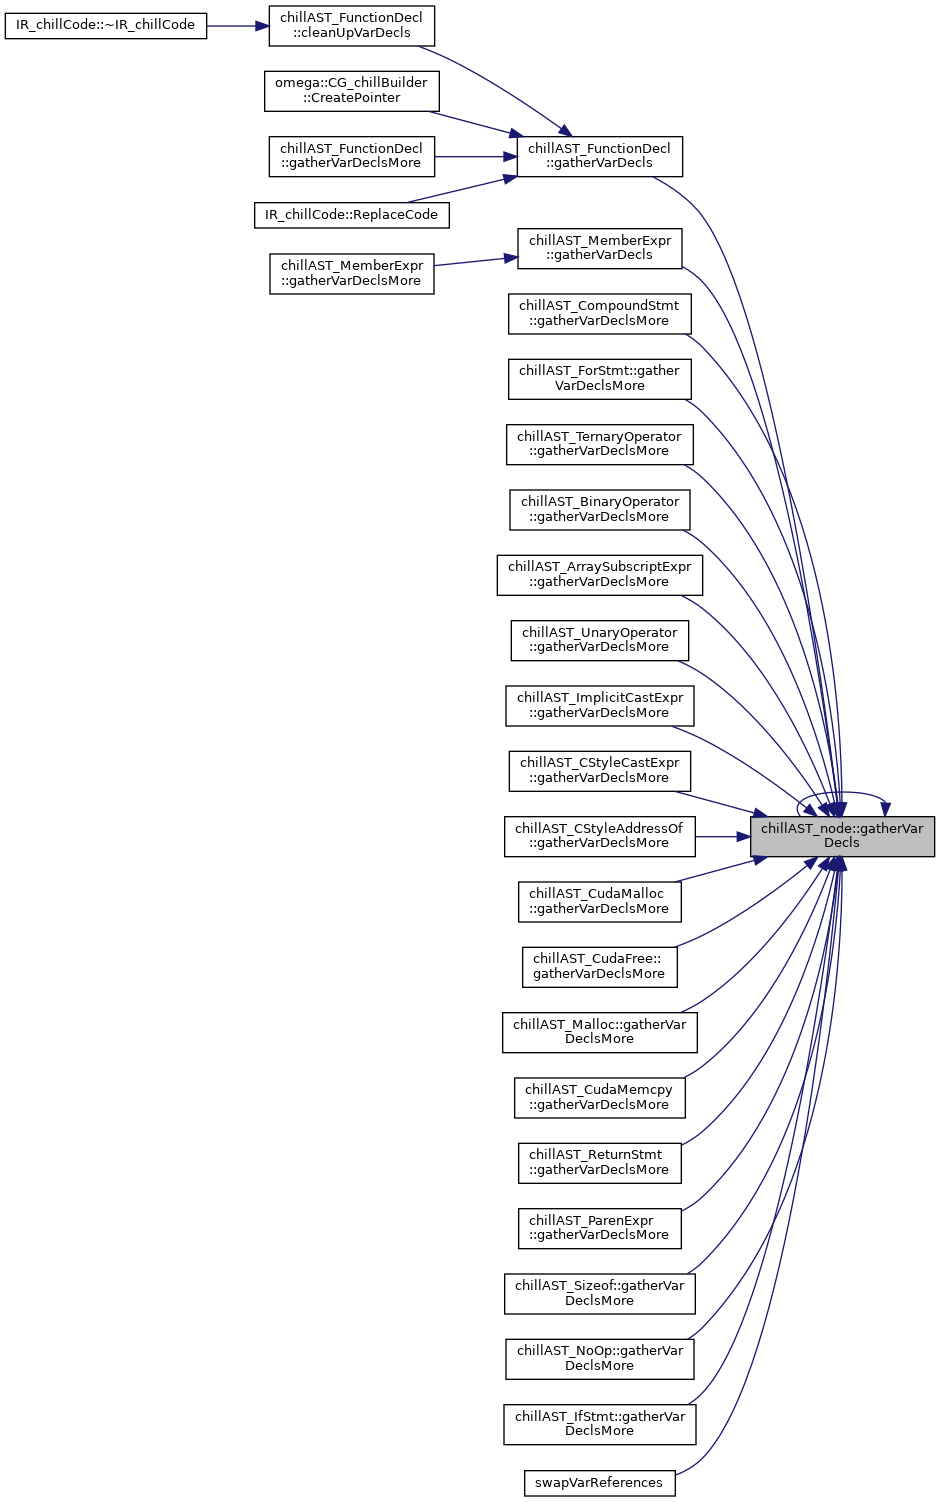 IR_chillCode::~IR_chillCode
chillAST_FunctionDecl
::cleanUpVarDecls
omega::CG_chillBuilder
::CreatePointer
chillAST_FunctionDecl
::gatherVarDecls
chillAST_FunctionDecl
::gatherVarDeclsMore
IR_chillCode::ReplaceCode
chillAST_MemberExpr
::gatherVarDecls
chillAST_MemberExpr
::gatherVarDeclsMore
chillAST_CompoundStmt
::gatherVarDeclsMore
chillAST_ForStmt::gather
VarDeclsMore
chillAST_TernaryOperator
::gatherVarDeclsMore
chillAST_BinaryOperator
::gatherVarDeclsMore
chillAST_ArraySubscriptExpr
::gatherVarDeclsMore
chillAST_UnaryOperator
::gatherVarDeclsMore
chillAST_ImplicitCastExpr
::gatherVarDeclsMore
chillAST_CStyleCastExpr
::gatherVarDeclsMore
chillAST_node::gatherVar
Decls
chillAST_CStyleAddressOf
::gatherVarDeclsMore
chillAST_CudaMalloc
::gatherVarDeclsMore
chillAST_CudaFree::
gatherVarDeclsMore
chillAST_Malloc::gatherVar
DeclsMore
chillAST_CudaMemcpy
::gatherVarDeclsMore
chillAST_ReturnStmt
::gatherVarDeclsMore
chillAST_ParenExpr
::gatherVarDeclsMore
chillAST_Sizeof::gatherVar
DeclsMore
chillAST_NoOp::gatherVar
DeclsMore
chillAST_IfStmt::gatherVar
DeclsMore
swapVarReferences